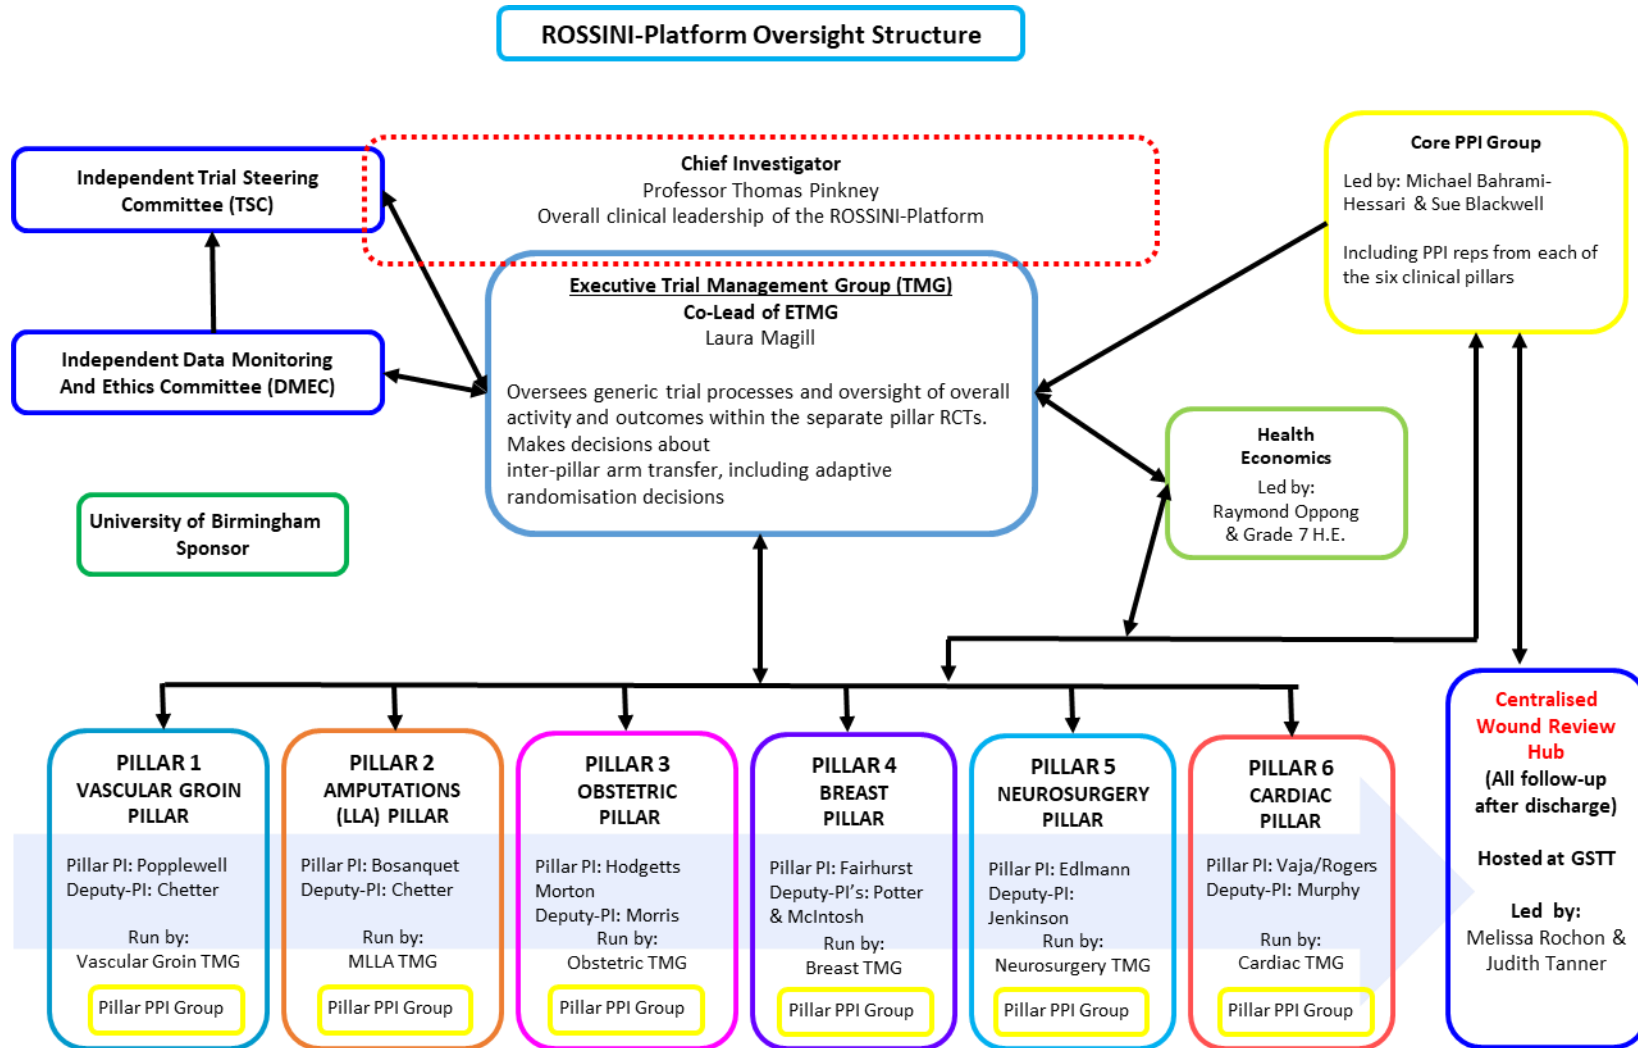 ROSSINI-Platform Oversight Structure
Independent Trial Steering
Committee (TSC)
Chief Investigator
Professor Thomas Pinkney
Overall clinical leadership of the ROSSINI-Platform
Core PPI Group
Led by: Michael Bahrami-
Hessari & Sue Blackwell
Including PPI reps from each of
the six clinical pillars
Executive Trial Management Group (TMG)
Co-Lead of ETMG
Laura Magill
Oversees generic trial processes and oversight of overall
activity and outcomes within the separate pillar RCTs.
Makes decisions about
inter-pillar arm transfer, including adaptive
randomisation decisions
Independent Data Monitoring
And Ethics Committee (DMEC)
Health
Economics
Led by:
Raymond Oppong
& Grade 7 H.E.
University of Birmingham
Sponsor
PILLAR 1
VASCULAR GROIN
PILLAR
Pillar PI: Popplewell
Deputy-PI: Chetter
Run by:
Vascular Groin TMG
Pillar PPI Group
PILLAR 2
AMPUTATIONS
(LLA) PILLAR
Pillar PI: Bosanquet
Deputy-PI: Chetter
Run by:
MLLA TMG
Pillar PPI Group
PILLAR 3
OBSTETRIC
PILLAR
Pillar PI: Hodgetts
Morton
Deputy-PI: Morris
Run by:
Obstetric TMG
Pillar PPI Group
PILLAR 4
BREAST
PILLAR
Pillar PI: Fairhurst
Deputy-PI's: Potter
& McIntosh
Run by:
Breast TMG
Pillar PPI Group
PILLAR 5
NEUROSURGERY
PILLAR
Pillar PI: Edlmann
Deputy-PI:
Jenkinson
Run by:
Neurosurgery TMG
Pillar PPI Group
PILLAR 6
CARDIAC
PILLAR
Pillar PI: Vaja/Rogers
Deputy-PI: Murphy
Run by:
Cardiac TMG
Pillar PPI Group
Centralised
Wound Review
Hub
(All follow-up
after discharge)
Hosted at GSTT
Led by:
Melissa Rochon &
Judith Tanner